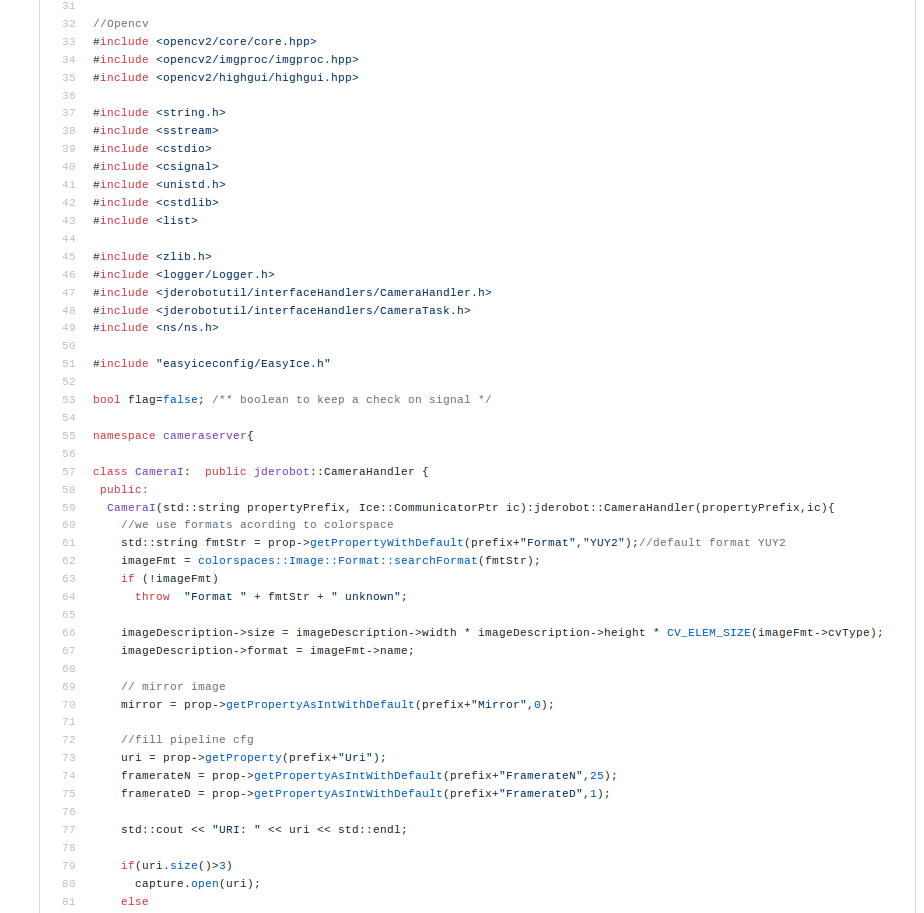 31
32 //Opencv
33 #include <opencv2/core/core.hpp>
34 #include <opencv2/imgproc/imgproc.hpp>
35 #include <opencv2/highgui/highgui.hpp>
36
37 #include <string.h>
38 #include <sstream>
39 #include <cstdio>
40 #include <csignal>
41 #include <unistd.h>
42 #include <cstdlib>
43 #include <list>
44
45 #include <zlib.h>
46 #include <logger/Logger.h>
47 #include <jderobotutil/interfaceHandlers/CameraHandler.h>
48 #include <jderobotutil/interfaceHandlers/CameraTask.h>
49 #include <ns/ns.h>
50
51 #include "easyiceconfig/EasyIce.h"
52
53 bool flag=false; /** boolean to keep a check on signal */
54
55 namespace cameraserver{
56
57 class CameraI:  public jderobot::CameraHandler {
58  public:
59   CameraI(std::string propertyPrefix, Ice::CommunicatorPtr ic):jderobot::CameraHandler(propertyPrefix,ic){
60     //we use formats acording to colorspace
61     std::string fmtStr = prop->getPropertyWithDefault(prefix+"Format","YUY2");//default format YUY2
62     imageFmt = colorspaces::Image::Format::searchFormat(fmtStr);
63     if (!imageFmt)
64       throw  "Format " + fmtStr + " unknown";
65
66     imageDescription->size = imageDescription->width * imageDescription->height * CV_ELEM_SIZE(imageFmt->cvType);
67     imageDescription->format = imageFmt->name;
68
69     // mirror image
70     mirror = prop->getPropertyAsIntWithDefault(prefix+"Mirror",0);
71
72     //fill pipeline cfg
73     uri = prop->getProperty(prefix+"Uri");
74     framerateN = prop->getPropertyAsIntWithDefault(prefix+"FramerateN",25);
75     framerateD = prop->getPropertyAsIntWithDefault(prefix+"FramerateD",1);
76
77     std::cout << "URI: " << uri << std::endl;
78
79     if(uri.size()>3)
80       capture.open(uri);
81     else